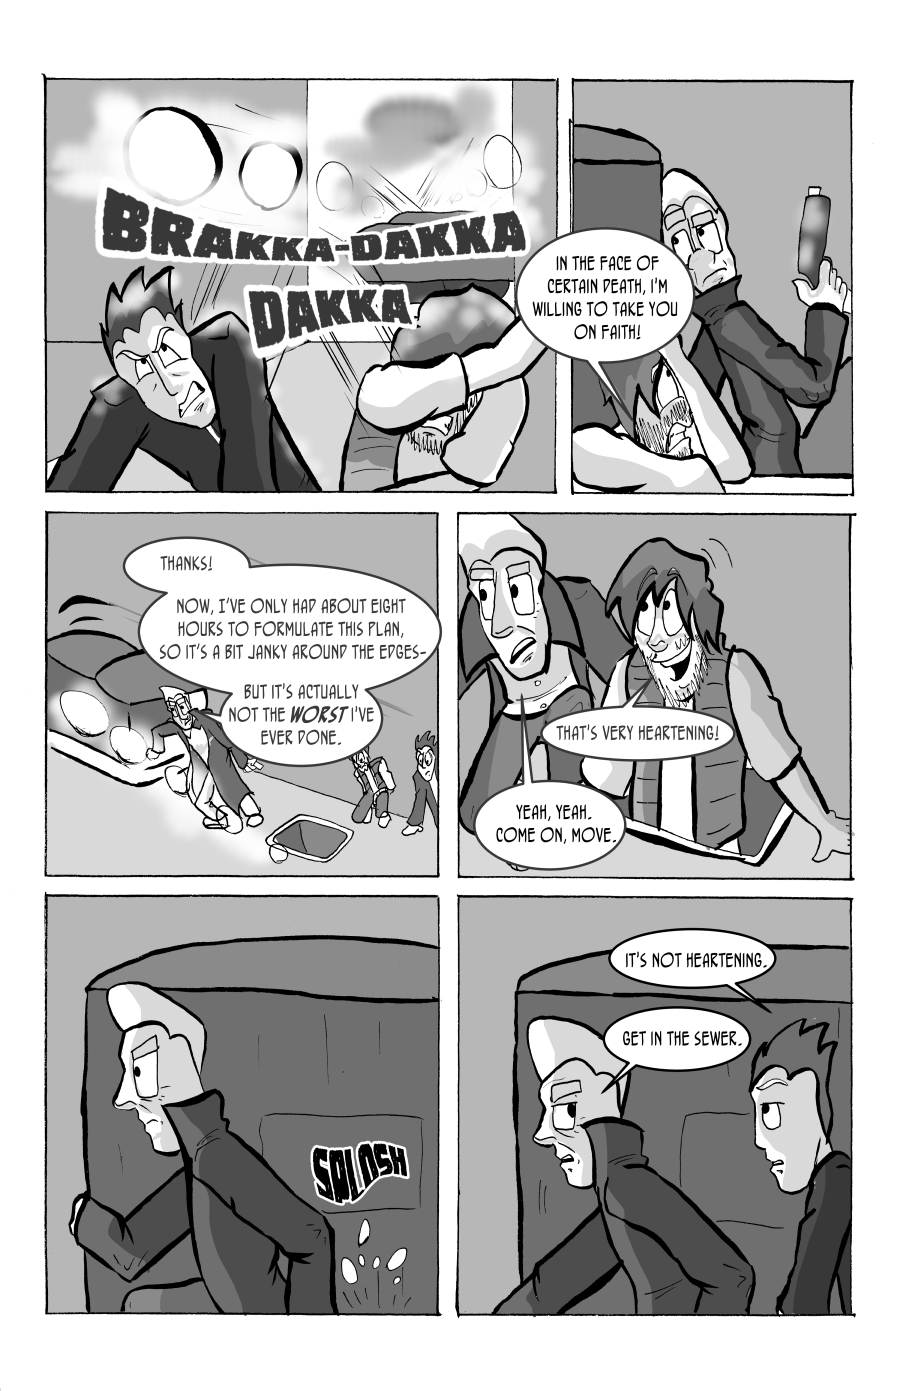 BRAKKA-DAKKA
DAKKA
IN THE FACE OF
CERTAIN DEATH, I'M
WILLING TO TAKE YOU
ON FAITH!
THANKS!
NOW, I'VE ONLY HAD ABOUT EIGHT
HOURS TO FORMULATE THIS PLAN,
SO IT'S A BIT JANKY AROUND THE EDGES-
BUT IT'S ACTUALLY
NOT THE WORST I'VE
EVER DONE.
THAT'S VERY HEARTENING!
YEAH, YEAH.
COME ON, MOVE.
SPLOSH
IT'S NOT HEARTENING.
GET IN THE SEWER.